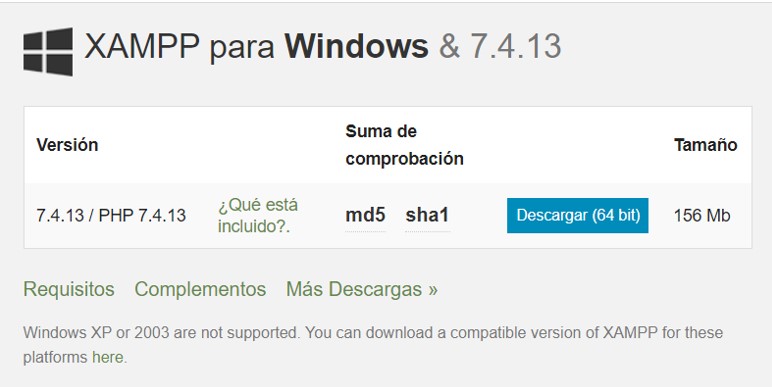 XAMPP para Windows & 7.4.13
Versión
Suma de
comprobación
Tamaño
7.4.13 / PHP 7.4.13
¿Qué está
incluido?.
md5 sha1
Descargar (64 bit)
156 Mb
Requisitos Complementos Más Descargas »
Windows XP or 2003 are not supported. You can download a compatible version of XAMPP for these
platforms here.